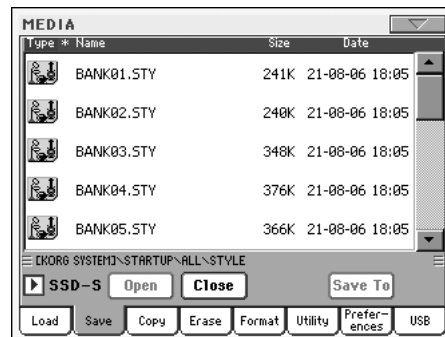 MEDIA
Type * Name Size Date
BANK01.STY 241K 21-08-06 18:05
BANK02.STY 240K 21-08-06 18:05
BANK03.STY 348K 21-08-06 18:05
BANK04.STY 376K 21-08-06 18:05
BANK05.STY 366K 21-08-06 18:05
[KORG SYSTEM]\STARTUP\ALL\STYLE
SSD-S Open Close Save To
Load Save Copy Erase Format Utility Prefer-ences USB